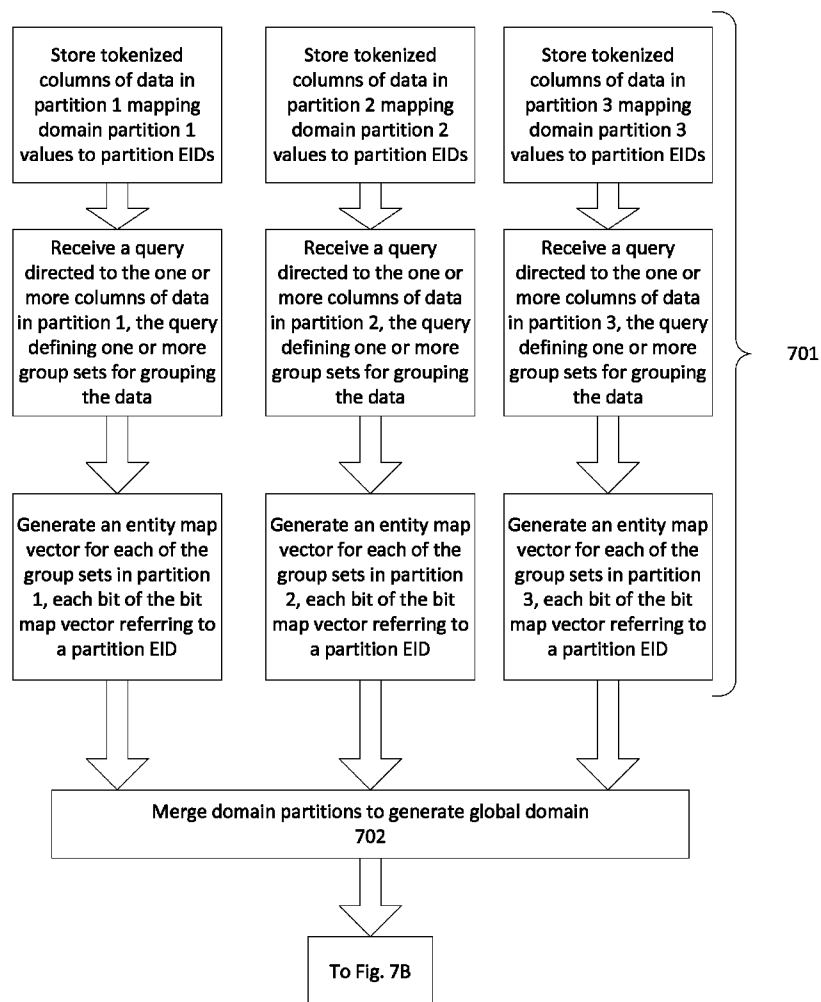 Store tokenized
columns of data in
partition 1 mapping
domain partition 1
values to partition EIDs
Store tokenized
columns of data in
partition 2 mapping
domain partition 2
values to partition EIDs
Store tokenized
columns of data in
partition 3 mapping
domain partition 3
values to partition EIDs
Receive a query
directed to the one or
more columns of data
in partition 1, the query
defining one or more
group sets for grouping
the data
Receive a query
directed to the one or
more columns of data
in partition 2, the query
defining one or more
group sets for grouping
the data
Receive a query
directed to the one or
more columns of data
in partition 3, the query
defining one or more
group sets for grouping
the data
701
Generate an entity map
vector for each of the
group sets in partition
1, each bit of the bit
map vector referring to
a partition EID
Generate an entity map
vector for each of the
group sets in partition
2, each bit of the bit
map vector referring to
a partition EID
Generate an entity map
vector for each of the
group sets in partition
3, each bit of the bit
map vector referring to
a partition EID
Merge domain partitions to generate global domain
702
To Fig. 7B